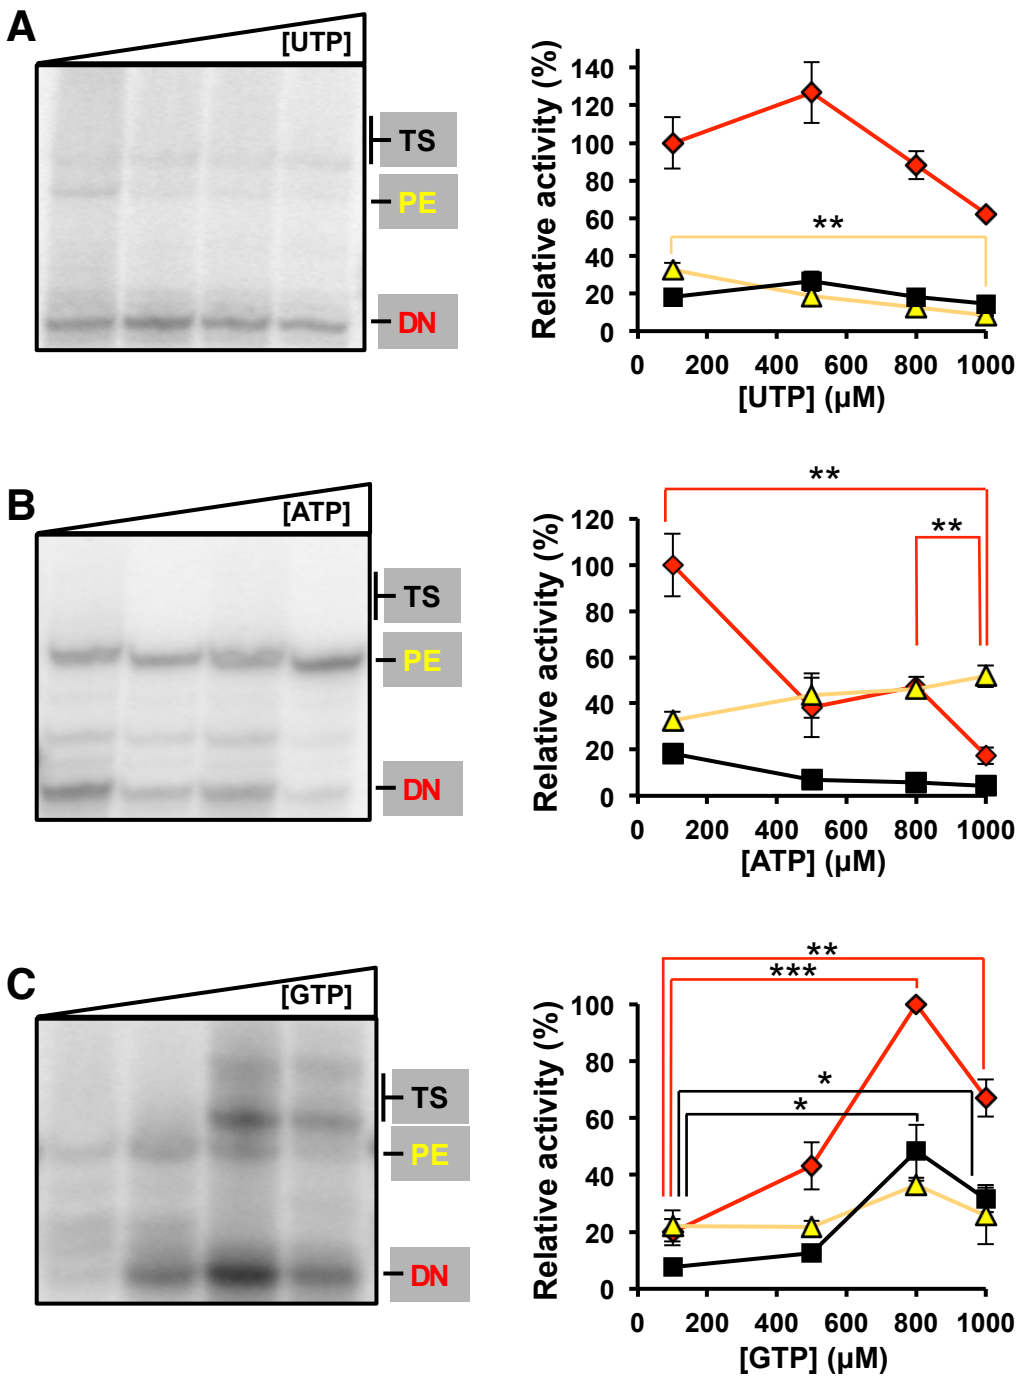 A
[UTP]
TS
PE
DN
Relative activity (%)
140
120
100
80
60
40
20
0
**
0 200 400 600 800 1000
[UTP] (µM)
B
[ATP]
TS
PE
DN
Relative activity (%)
**
**
120
100
80
60
40
20
0
0 200 400 600 800 1000
[ATP] (µM)
C
[GTP]
TS
PE
DN
Relative activity (%)
**
***
*
*
100
80
60
40
20
0
0 200 400 600 800 1000
[GTP] (µM)